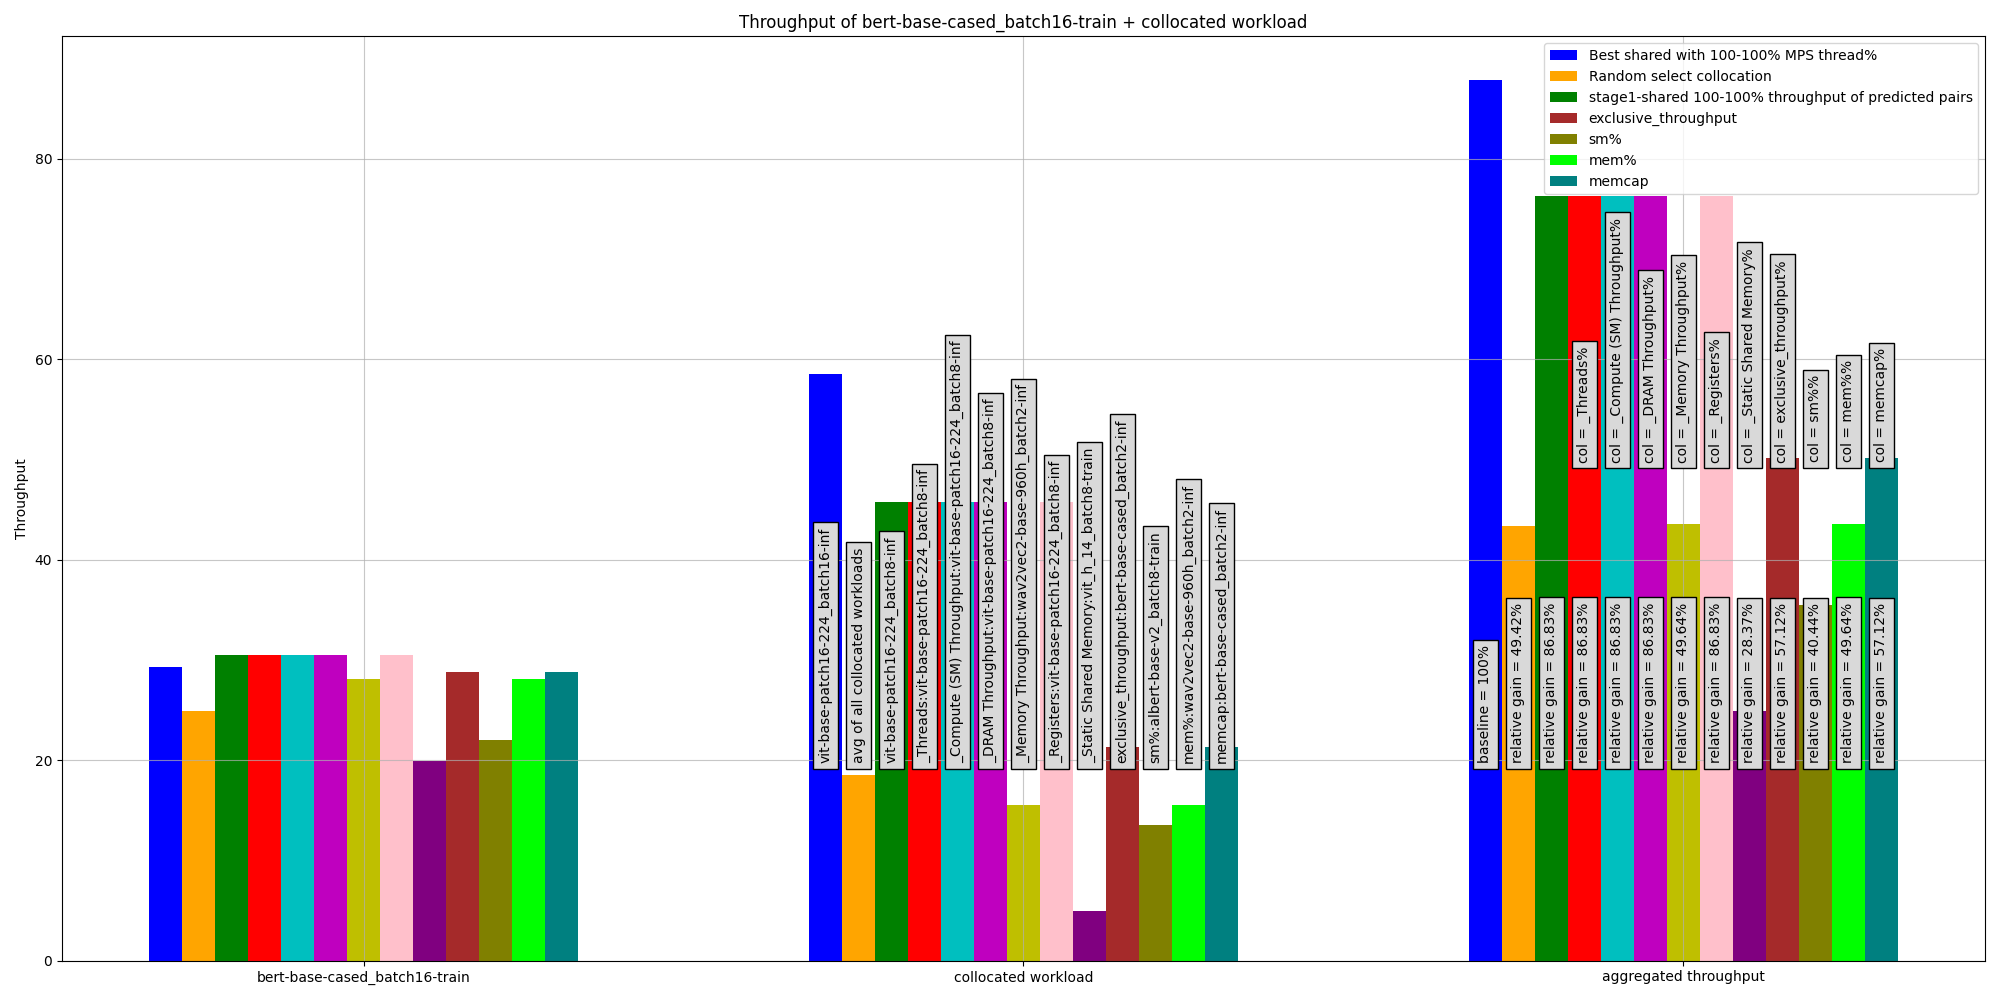 Throughput of bert-base-cased_batch16-train + collocated workload
Best shared with 100-100% MPS thread%
Random select collocation
stage1-shared 100-100% throughput of predicted pairs
exclusive_throughput
sm%
mem%
memcap
Throughput
80
60
40
20
0
vit-base-patch16-224_batch16-inf
avg of all collocated workloads
vit-base-patch16-224_batch8-inf
_Threads:vit-base-patch16-224_batch8-inf
_Compute (SM) Throughput:vit-base-patch16-224_batch8-inf
_DRAM Throughput:vit-base-patch16-224_batch8-inf
_Memory Throughput:wav2vec2-base-960h_batch2-inf
_Registers:vit-base-patch16-224_batch8-inf
_Static Shared Memory:vit_h_14_batch8-train
exclusive_throughput:bert-base-cased_batch2-inf
sm%:albert-base-v2_batch8-train
mem%:wav2vec2-base-960h_batch2-inf
memcap:bert-base-cased_batch2-inf
col = _Threads%
col = _Compute (SM) Throughput%
col = _DRAM Throughput%
col = _Memory Throughput%
col = _Registers%
col = _Static Shared Memory%
col = exclusive_throughput%
col = sm%%
col = mem%%
col = memcap%
baseline = 100%
relative gain = 49.42%
relative gain = 86.83%
relative gain = 86.83%
relative gain = 86.83%
relative gain = 86.83%
relative gain = 49.64%
relative gain = 86.83%
relative gain = 28.37%
relative gain = 57.12%
relative gain = 40.44%
relative gain = 49.64%
relative gain = 57.12%
bert-base-cased_batch16-train
collocated workload
aggregated throughput